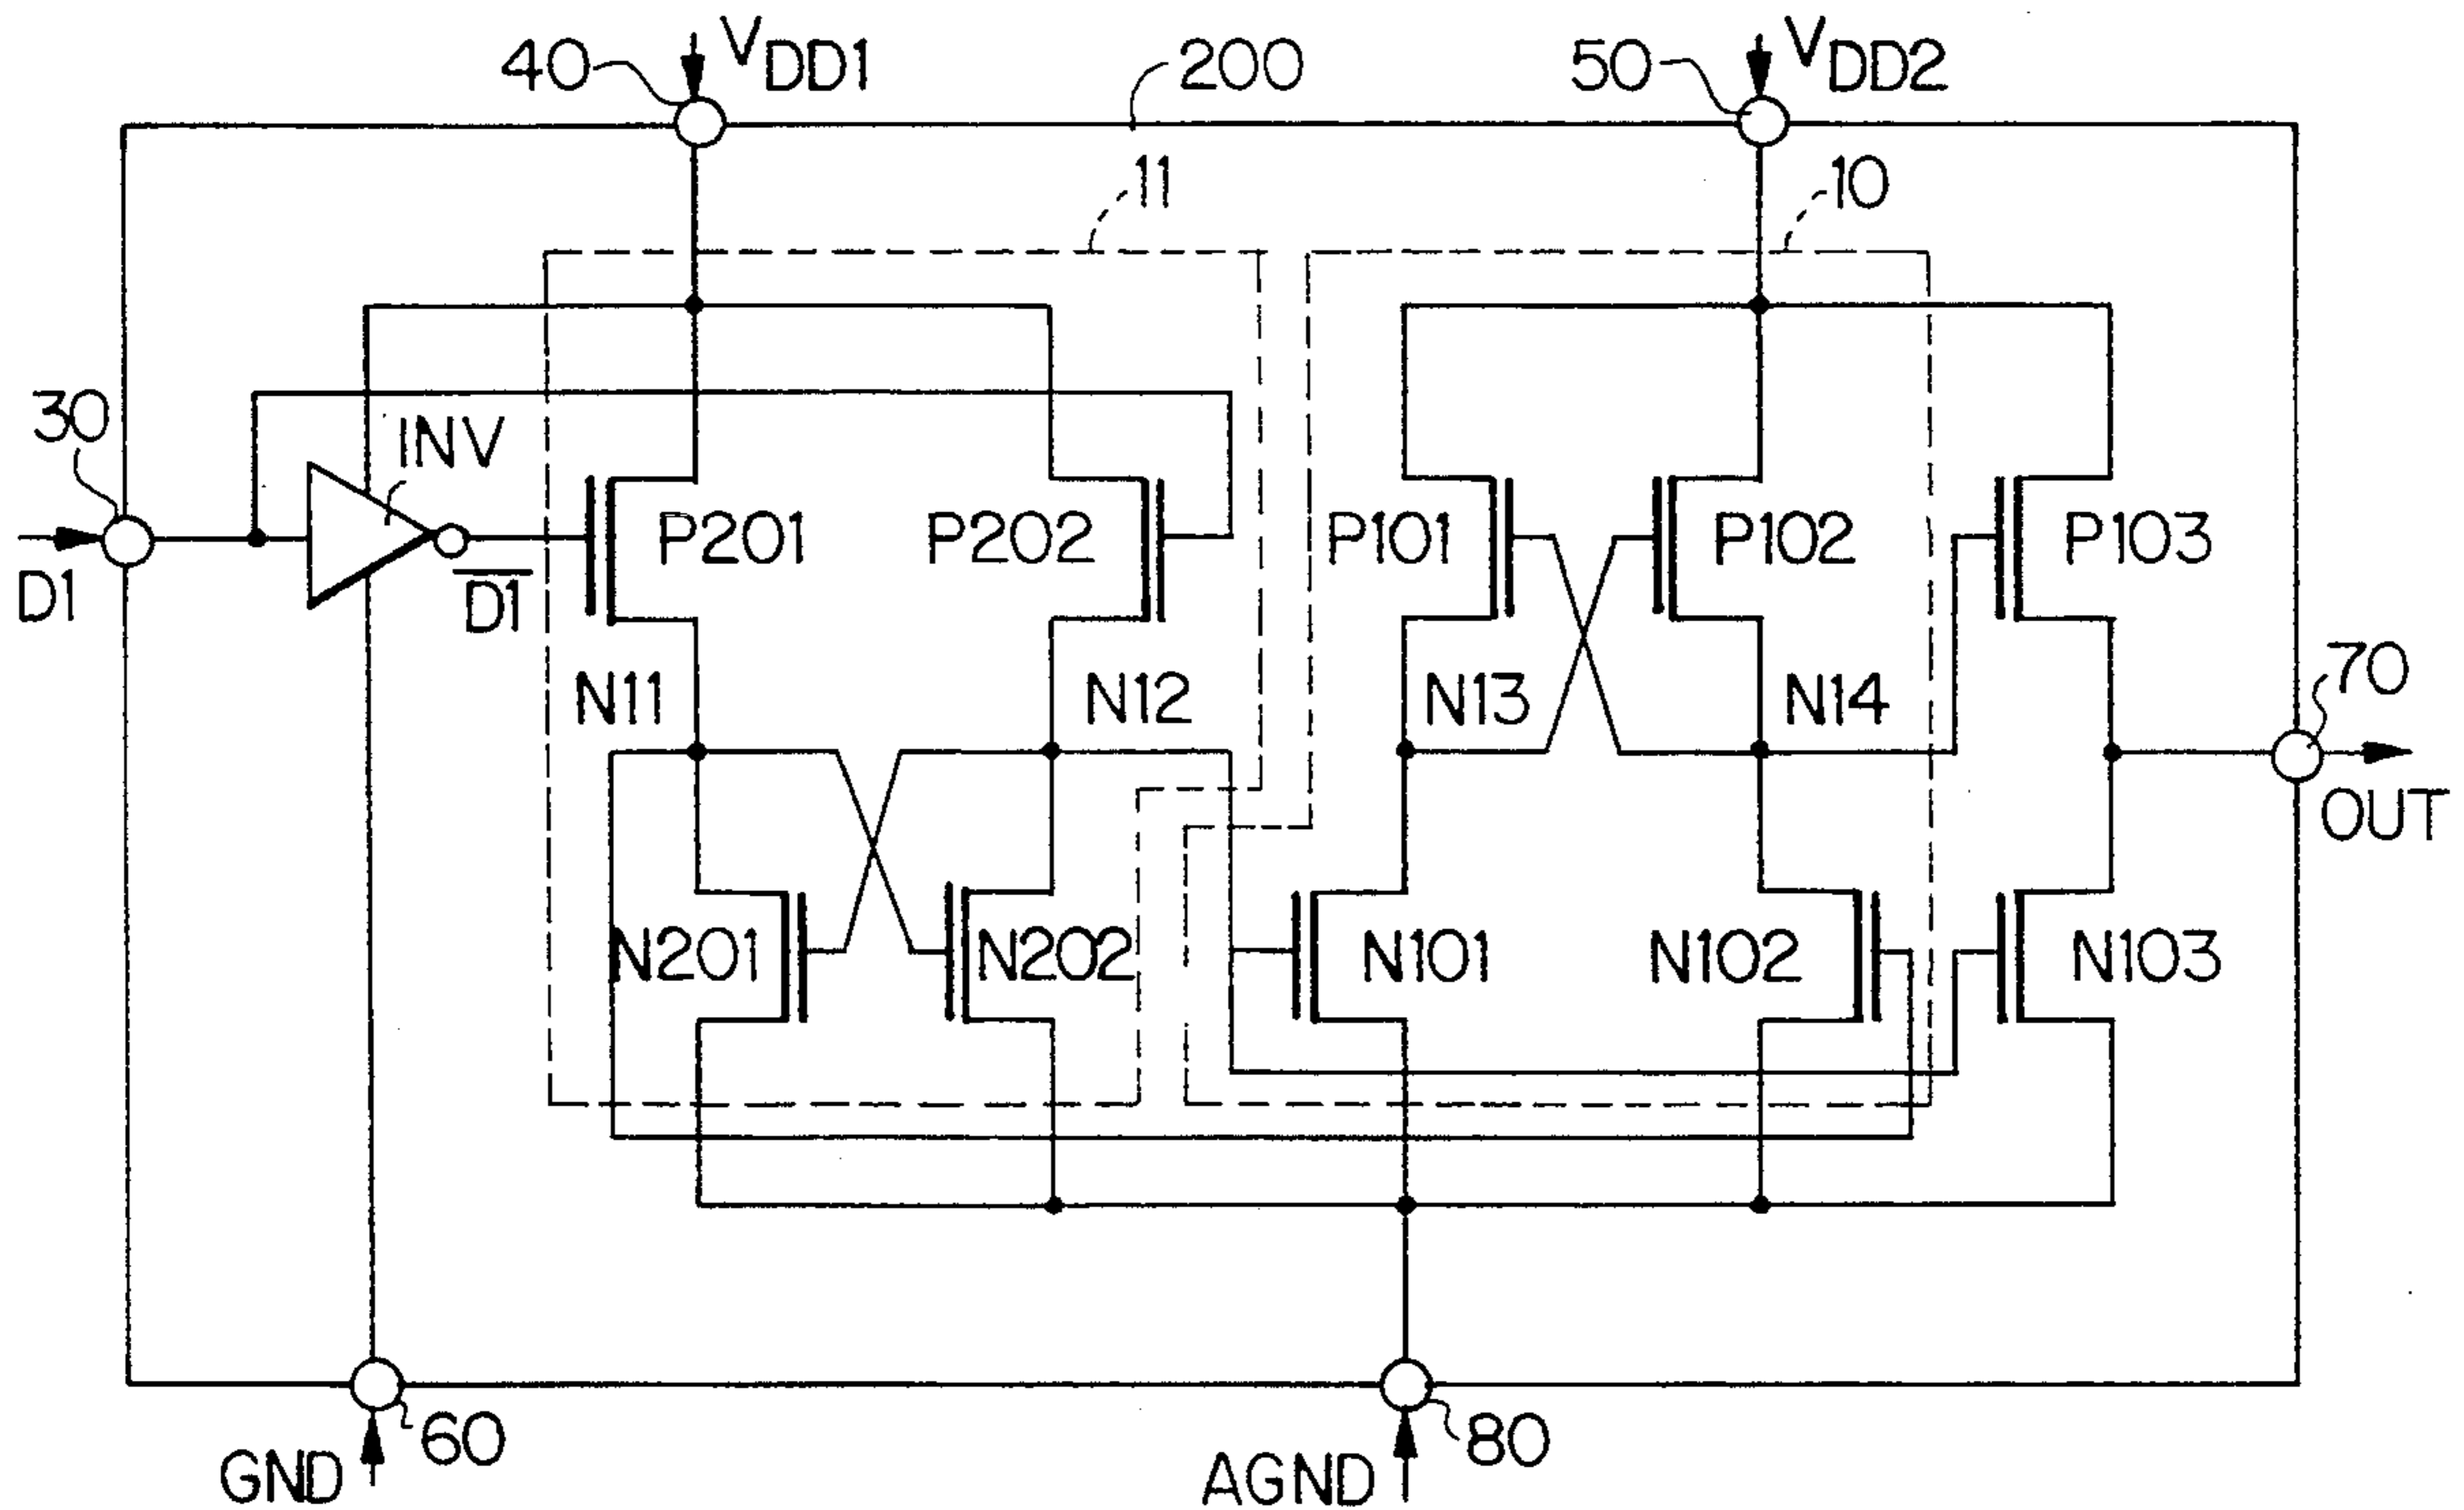 40
VDD1
200
50
VDD2
11
10
30
INV
P201
P202
P101
P102
P103
D1
D1
N11
N12
N13
N14
70
OUT
N201
N202
N101
N102
N103
60
80
GND
AGND